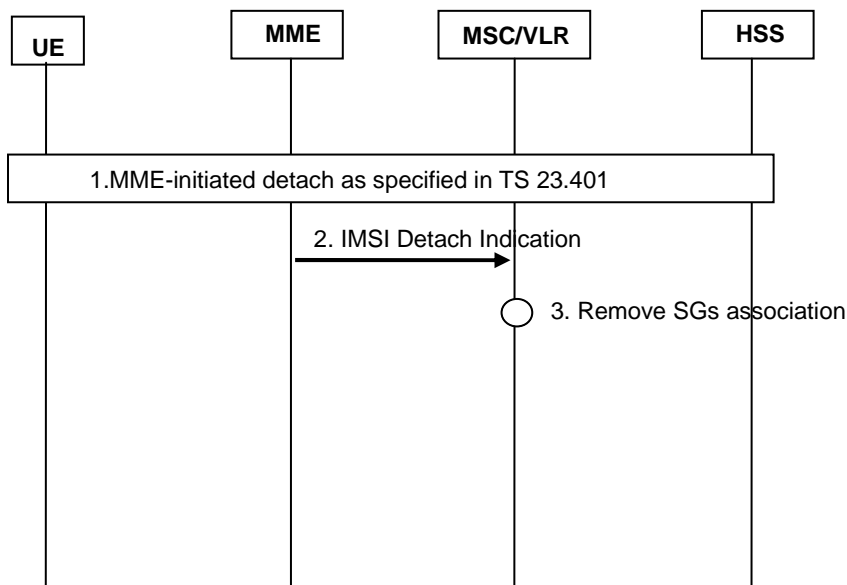 UE
MME
MSC/VLR
HSS
1.MME-initiated detach as specified in TS 23.401
2. IMSI Detach Indication
3. Remove SGs association